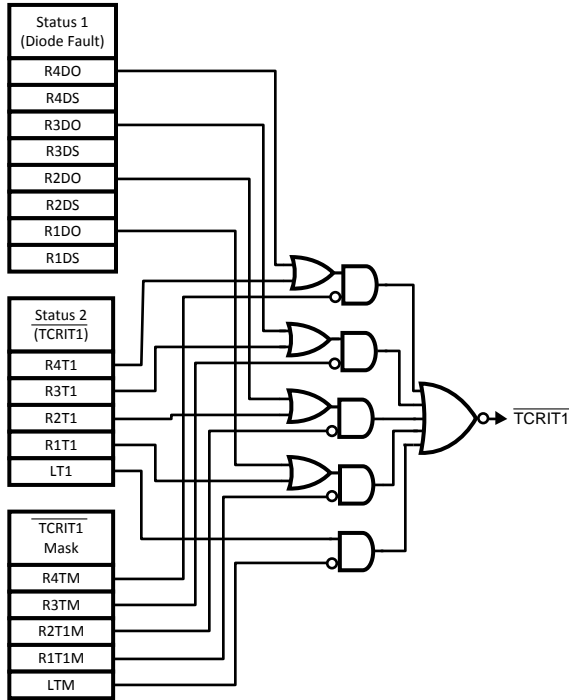 Status 1
(Diode Fault)
R4DO
R4DS
R3DO
R3DS
R2DO
R2DS
R1DO
R1DS
Status 2
(TCRIT1)
R4T1
R3T1
R2T1
R1T1
LT1
TCRIT1
Mask
R4TM
R3TM
R2T1M
R1T1M
LTM
TCRIT1